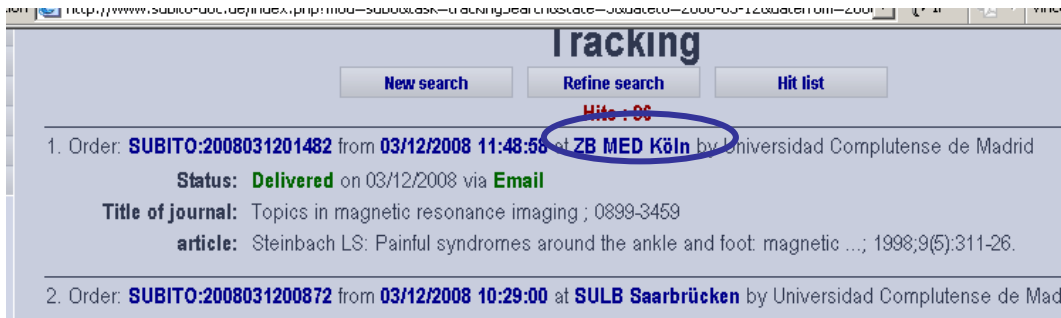 Tracking
New search Refine search Hit list
Hits : 96
1. Order: SUBITO:2008031201482 from 03/12/2008 11:48:58 at ZB MED Köln by Universidad Complutense de Madrid
Status: Delivered on 03/12/2008 via Email
Title of journal: Topics in magnetic resonance imaging ; 0899-3459
article: Steinbach LS: Painful syndromes around the ankle and foot: magnetic ...; 1998;9(5):311-26.
2. Order: SUBITO:2008031200872 from 03/12/2008 10:29:00 at SULB Saarbrücken by Universidad Complutense de Mad